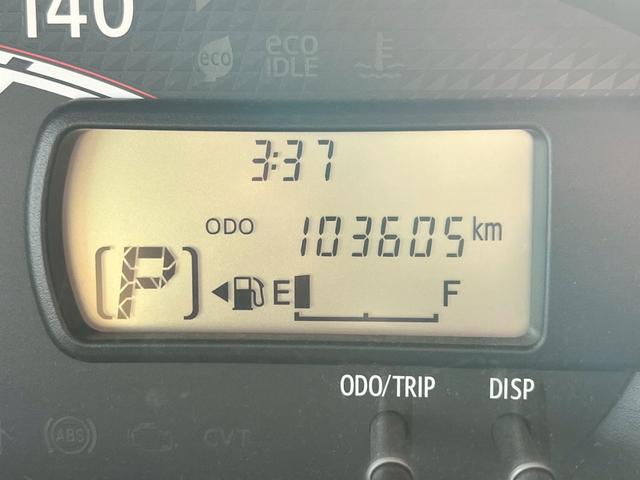 140
eco
eco
IDLE
3:37
ODO 103605 km
P E F
ODO/TRIP DISP
ABS CVT